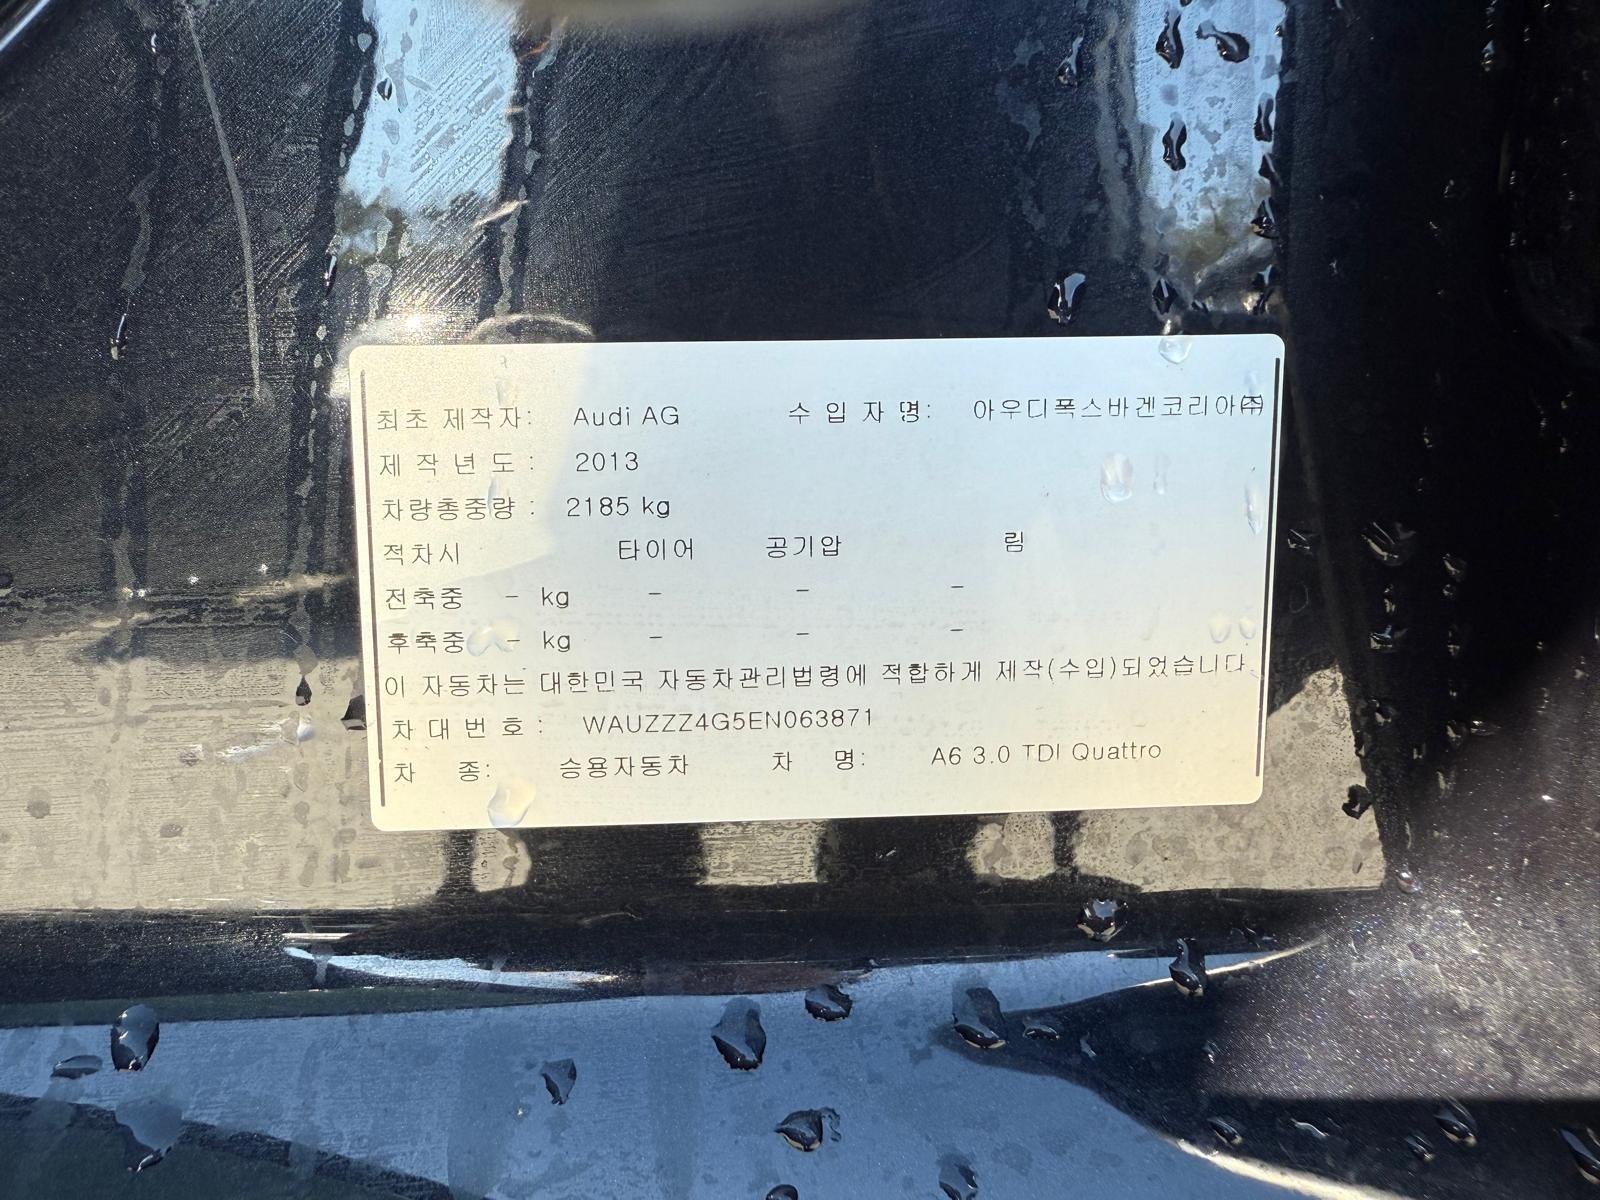 최초 제작자: Audi AG 수 입 자 명: 아우디폭스바겐코리아㈜
제 작 년 도 : 2013
차량총중량 : 2185 kg
적차시 타이어 공기압 림
전축중 - kg - - -
후축중 - kg - - -
이 자동차는 대한민국 자동차관리법령에 적합하게 제작(수입)되었습니다.
차 대 번 호 : WAUZZZ4G5EN063871
차 종: 승용자동차 차 명: A6 3.0 TDI Quattro